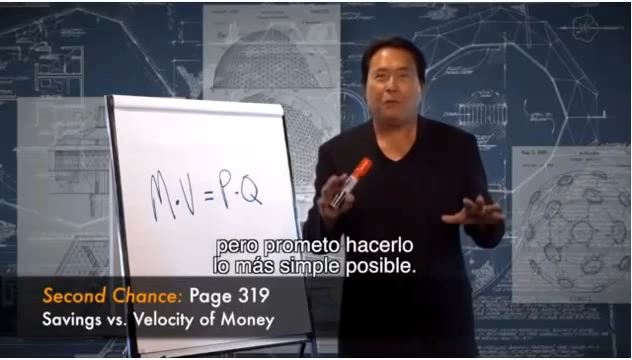 M·V=P·Q
pero prometo hacerlo
lo más simple posible.
Second Chance: Page 319
Savings vs. Velocity of Money